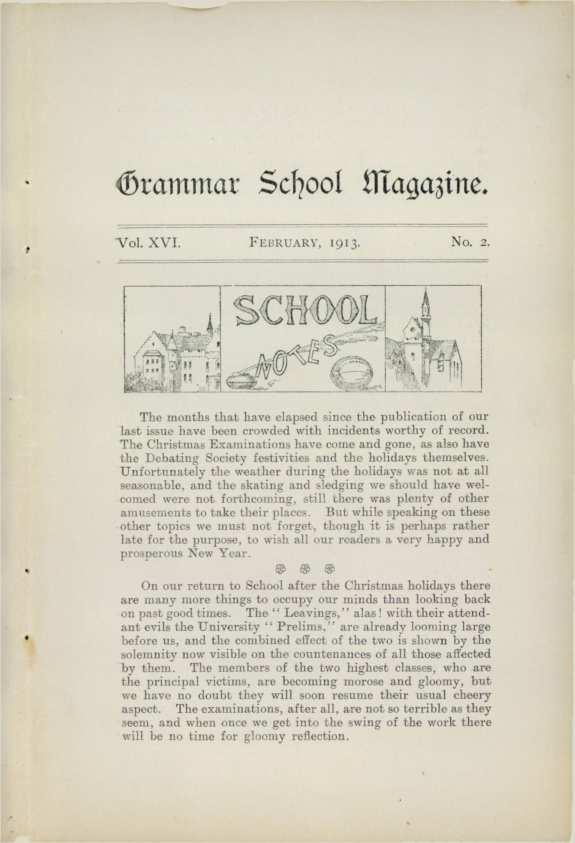 Grammar School Magazine.
Vol. XVI. FEBRUARY, 1913. No. 2.
SCHOOL
NOTES
The months that have elapsed since the publication of our
last issue have been crowded with incidents worthy of record.
The Christmas Examinations have come and gone, as also have
the Debating Society festivities and the holidays themselves.
Unfortunately the weather during the holidays was not at all
seasonable, and the skating and sledging we should have wel-
comed were not forthcoming, still there was plenty of other
amusements to take their places. But while speaking on these
other topics we must not forget, though it is perhaps rather
late for the purpose, to wish all our readers a very happy and
prosperous New Year.
On our return to School after the Christmas holidays there
are many more things to occupy our minds than looking back
on past good times. The "Leavings," alas! with their attend-
ant evils the University "Prelims," are already looming large
before us, and the combined effect of the two is shown by the
solemnity now visible on the countenances of all those affected
by them. The members of the two highest classes, who are
the principal victims, are becoming morose and gloomy, but
we have no doubt they will soon resume their usual cheery
aspect. The examinations, after all, are not so terrible as they
seem, and when once we get into the swing of the work there
will be no time for gloomy reflection.